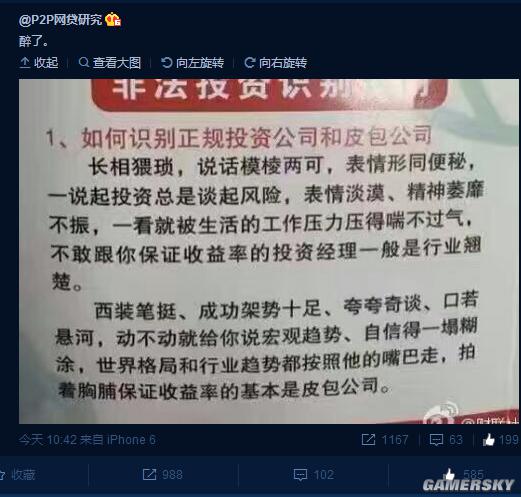 @P2P网贷研究
醉了。
收起 查看大图 向左旋转 向右旋转
非法投资识别
1、如何识别正规投资公司和皮包公司
长相猥琐，说话模棱两可，表情形同便秘，
一说起投资总是谈起风险，表情淡漠、精神萎靡
不振，一看就被生活的工作压力压得喘不过气，
不敢跟你保证收益率的投资经理一般是行业翘
楚。
西装笔挺、成功架势十足、夸夸奇谈、口若
悬河，动不动就给你说宏观趋势、自信得一塌糊
涂，世界格局和行业趋势都按照他的嘴巴走，拍
着胸脯保证收益率的基本是皮包公司。
@财联社
今天 10:42 来自 iPhone 6 1167 63 199
收藏 988 102 585
GAMERSKY